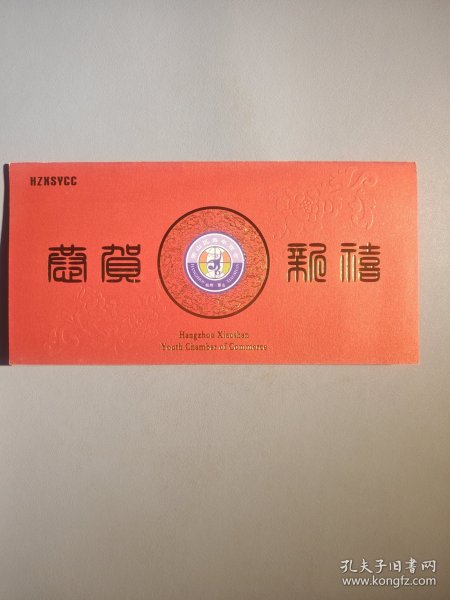 HZXSYCC
恭賀
新禧
Hangzhou Xiaoshan
Youth Chamber of Commerce
孔夫子旧书网
www.kongfz.com